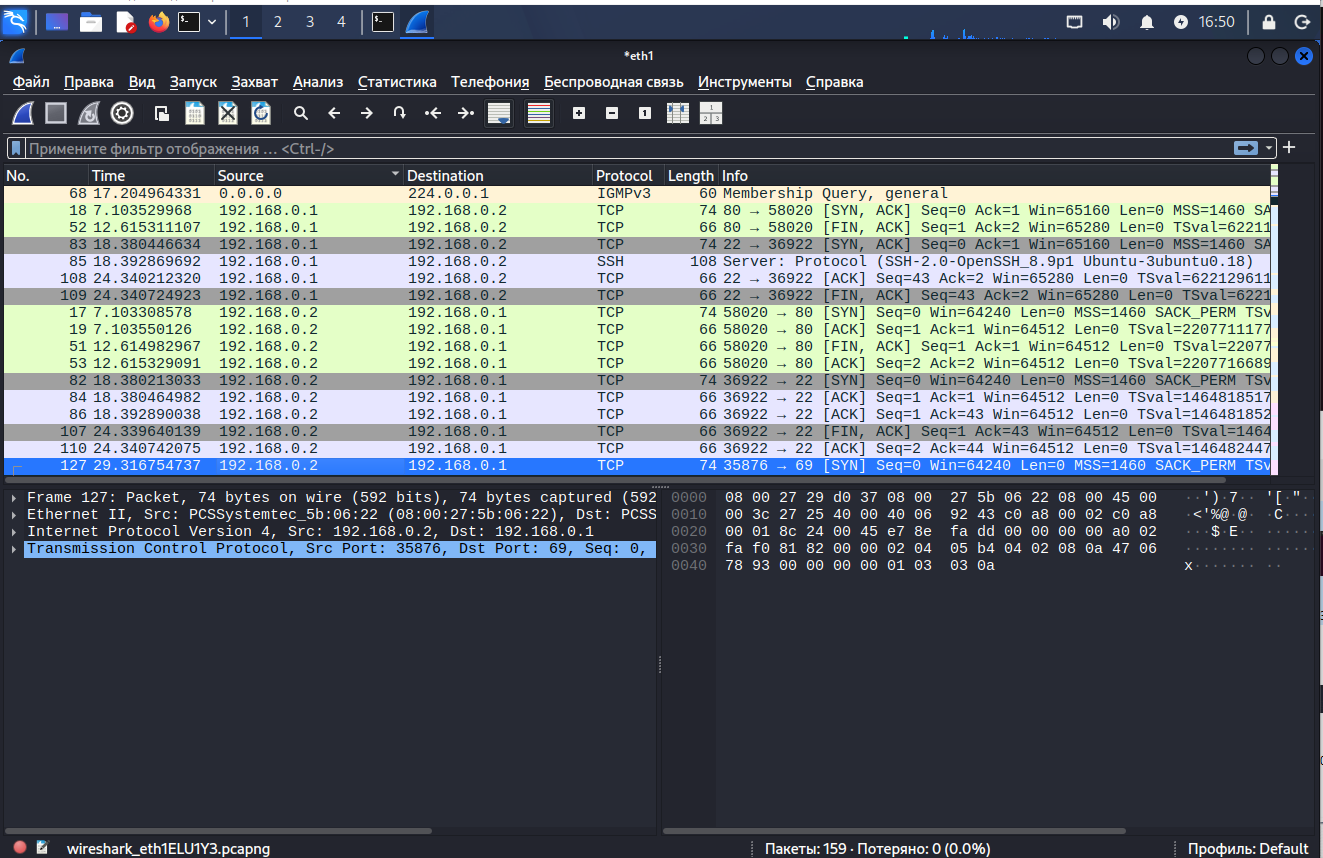 1 2 3 4 16:50
*eth1
Файл Правка Вид Запуск Захват Анализ Статистика Телефония Беспроводная связь Инструменты Справка
Примените фильтр отображения … <Ctrl-/>
No. Time Source Destination Protocol Length Info
68 17.204964331 0.0.0.0 224.0.0.1 IGMPv3 60 Membership Query, general
18 7.103529968 192.168.0.1 192.168.0.2 TCP 74 80 → 58020 [SYN, ACK] Seq=0 Ack=1 Win=65160 Len=0 MSS=1460 SA
52 12.615311107 192.168.0.1 192.168.0.2 TCP 66 80 → 58020 [FIN, ACK] Seq=1 Ack=2 Win=65280 Len=0 TSval=62211
83 18.380446634 192.168.0.1 192.168.0.2 TCP 74 22 → 36922 [SYN, ACK] Seq=0 Ack=1 Win=65160 Len=0 MSS=1460 SA
85 18.392869692 192.168.0.1 192.168.0.2 SSH 108 Server: Protocol (SSH-2.0-OpenSSH_8.9p1 Ubuntu-3ubuntu0.18)
108 24.340212320 192.168.0.1 192.168.0.2 TCP 66 22 → 36922 [ACK] Seq=43 Ack=2 Win=65280 Len=0 TSval=622129611
109 24.340724923 192.168.0.1 192.168.0.2 TCP 66 22 → 36922 [FIN, ACK] Seq=43 Ack=2 Win=65280 Len=0 TSval=6221
17 7.103308578 192.168.0.2 192.168.0.1 TCP 74 58020 → 80 [SYN] Seq=0 Win=64240 Len=0 MSS=1460 SACK_PERM TSv
19 7.103550126 192.168.0.2 192.168.0.1 TCP 66 58020 → 80 [ACK] Seq=1 Ack=1 Win=64512 Len=0 TSval=2207711177
51 12.614982967 192.168.0.2 192.168.0.1 TCP 66 58020 → 80 [FIN, ACK] Seq=1 Ack=1 Win=64512 Len=0 TSval=22077
53 12.615329091 192.168.0.2 192.168.0.1 TCP 66 58020 → 80 [ACK] Seq=2 Ack=2 Win=64512 Len=0 TSval=2207716689
82 18.380213033 192.168.0.2 192.168.0.1 TCP 74 36922 → 22 [SYN] Seq=0 Win=64240 Len=0 MSS=1460 SACK_PERM TSv
84 18.380464982 192.168.0.2 192.168.0.1 TCP 66 36922 → 22 [ACK] Seq=1 Ack=1 Win=64512 Len=0 TSval=1464818517
86 18.392890038 192.168.0.2 192.168.0.1 TCP 66 36922 → 22 [ACK] Seq=1 Ack=43 Win=64512 Len=0 TSval=146481852
107 24.339640139 192.168.0.2 192.168.0.1 TCP 66 36922 → 22 [FIN, ACK] Seq=1 Ack=43 Win=64512 Len=0 TSval=1464
110 24.340742075 192.168.0.2 192.168.0.1 TCP 66 36922 → 22 [ACK] Seq=2 Ack=44 Win=64512 Len=0 TSval=146482447
127 29.316754737 192.168.0.2 192.168.0.1 TCP 74 35876 → 69 [SYN] Seq=0 Win=64240 Len=0 MSS=1460 SACK_PERM TSv
Frame 127: Packet, 74 bytes on wire (592 bits), 74 bytes captured (592
Ethernet II, Src: PCSSystemtec_5b:06:22 (08:00:27:5b:06:22), Dst: PCSS
Internet Protocol Version 4, Src: 192.168.0.2, Dst: 192.168.0.1
Transmission Control Protocol, Src Port: 35876, Dst Port: 69, Seq: 0,
0000 08 00 27 29 d0 37 08 00 27 5b 06 22 08 00 45 00 ··')·7·· '[·"··
0010 00 3c 27 25 40 00 40 06 92 43 c0 a8 00 02 c0 a8 ·<'%@·@· ·C······
0020 00 01 8c 24 00 45 e7 8e fa dd 00 00 00 00 a0 02 ···$·E·· ········
0030 fa f0 81 82 00 00 02 04 05 b4 04 02 08 0a 47 06 ········ ······
0040 78 93 00 00 00 00 01 03 03 0a x······· ··
wireshark_eth1ELU1Y3.pcapng Пакеты: 159 · Потеряно: 0 (0.0%) Профиль: Default